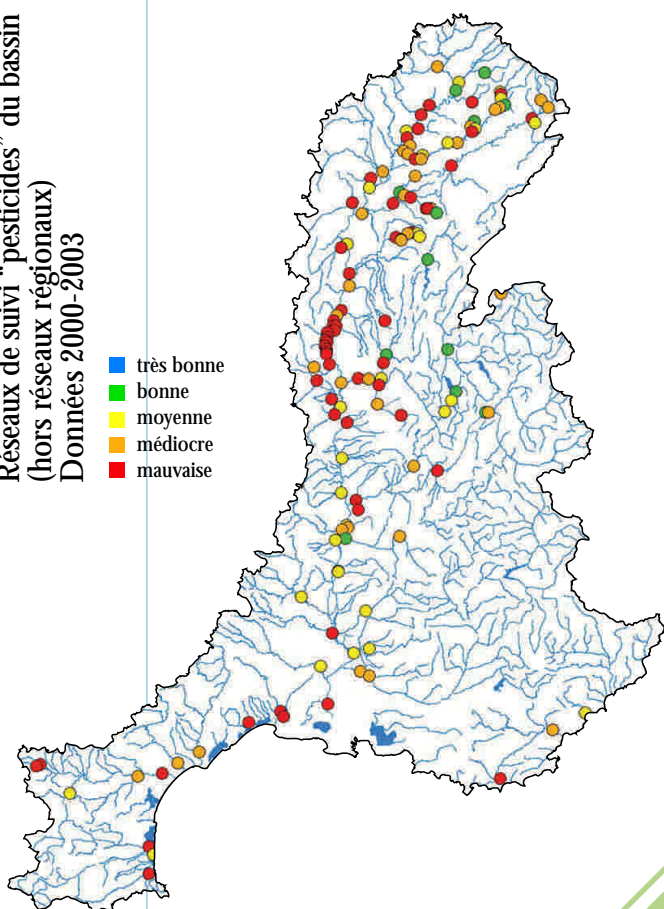 Réseaux de suivi "pesticides" du bassin
(hors réseaux régionaux)
Données 2000-2003
très bonne
bonne
moyenne
médiocre
mauvaise